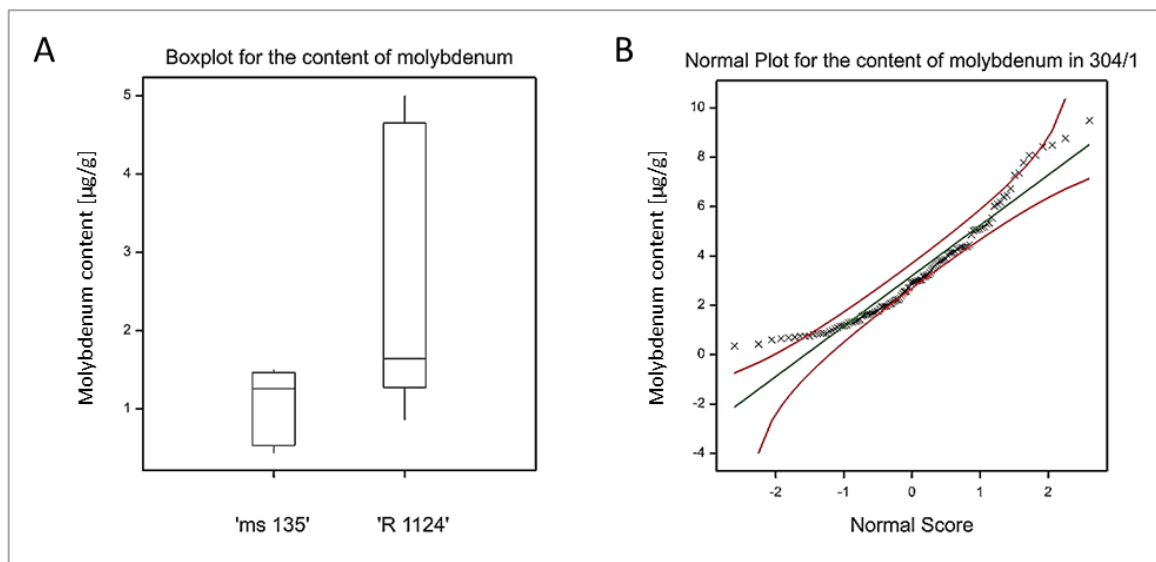 A
Boxplot for the content of molybdenum
Molybdenum content [µg/g]
5
4
3
2
1
'ms 135'
'R 1124'
B
Normal Plot for the content of molybdenum in 304/1
Molybdenum content [µg/g]
10
8
6
4
2
0
-2
-4
-2
-1
0
1
2
Normal Score